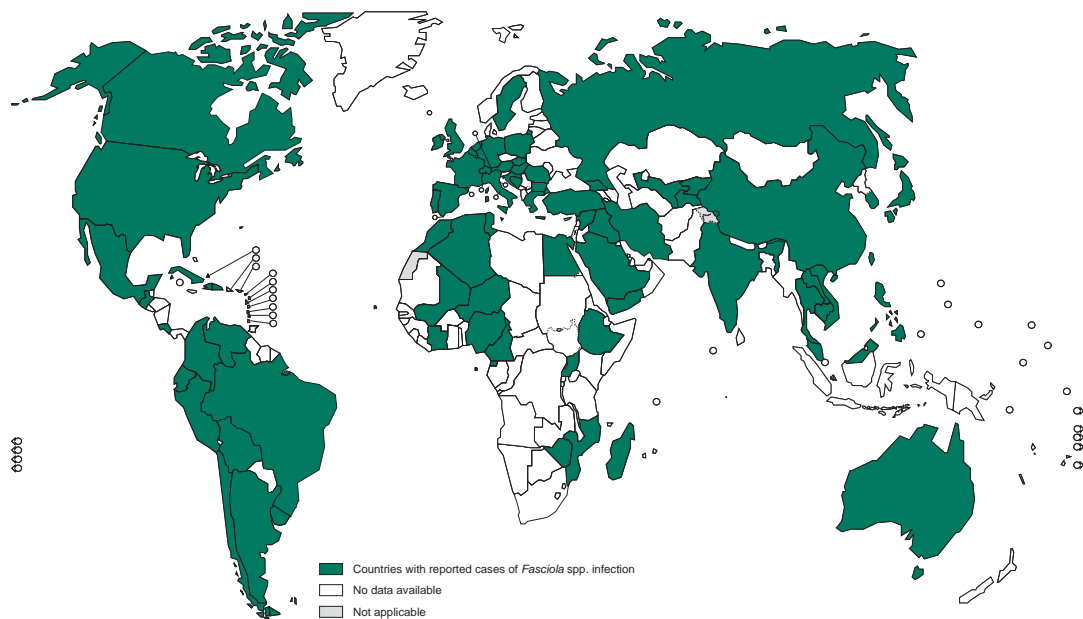 Countries with reported cases of Fasciola spp. infection
No data available
Not applicable